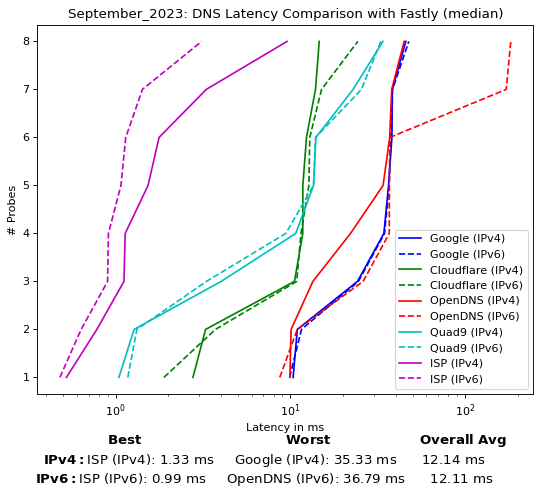 September_2023: DNS Latency Comparison with Fastly (median)
8
7
6
5
4
3
2
1
# Probes
Google (IPv4)
Google (IPv6)
Cloudflare (IPv4)
Cloudflare (IPv6)
OpenDNS (IPv4)
OpenDNS (IPv6)
Quad9 (IPv4)
Quad9 (IPv6)
ISP (IPv4)
ISP (IPv6)
10⁰ 10¹ 10²
Latency in ms
Best Worst Overall Avg
IPv4: ISP (IPv4): 1.33 ms Google (IPv4): 35.33 ms 12.14 ms
IPv6: ISP (IPv6): 0.99 ms OpenDNS (IPv6): 36.79 ms 12.11 ms